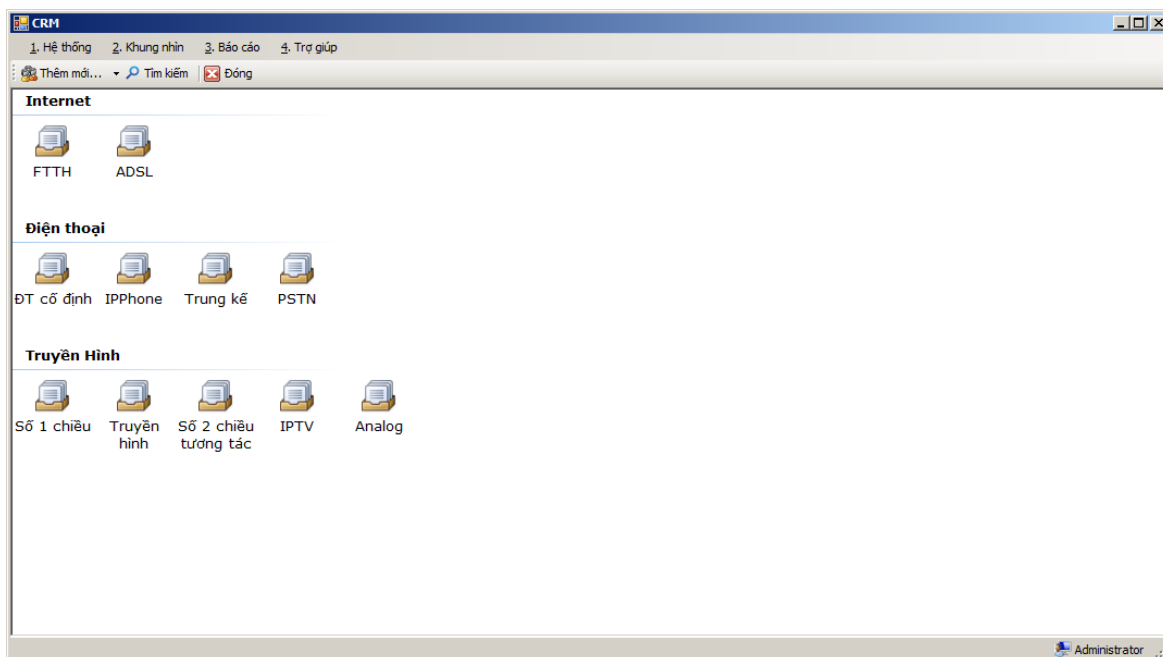 CRM
1. Hệ thống 2. Khung nhìn 3. Báo cáo 4. Trợ giúp
Thêm mới... Tìm kiếm Đóng
Internet
FTTH ADSL
Điện thoại
ĐT cố định IPPhone Trung kế PSTN
Truyền Hình
Số 1 chiều Truyền hình Số 2 chiều tương tác IPTV Analog
Administrator